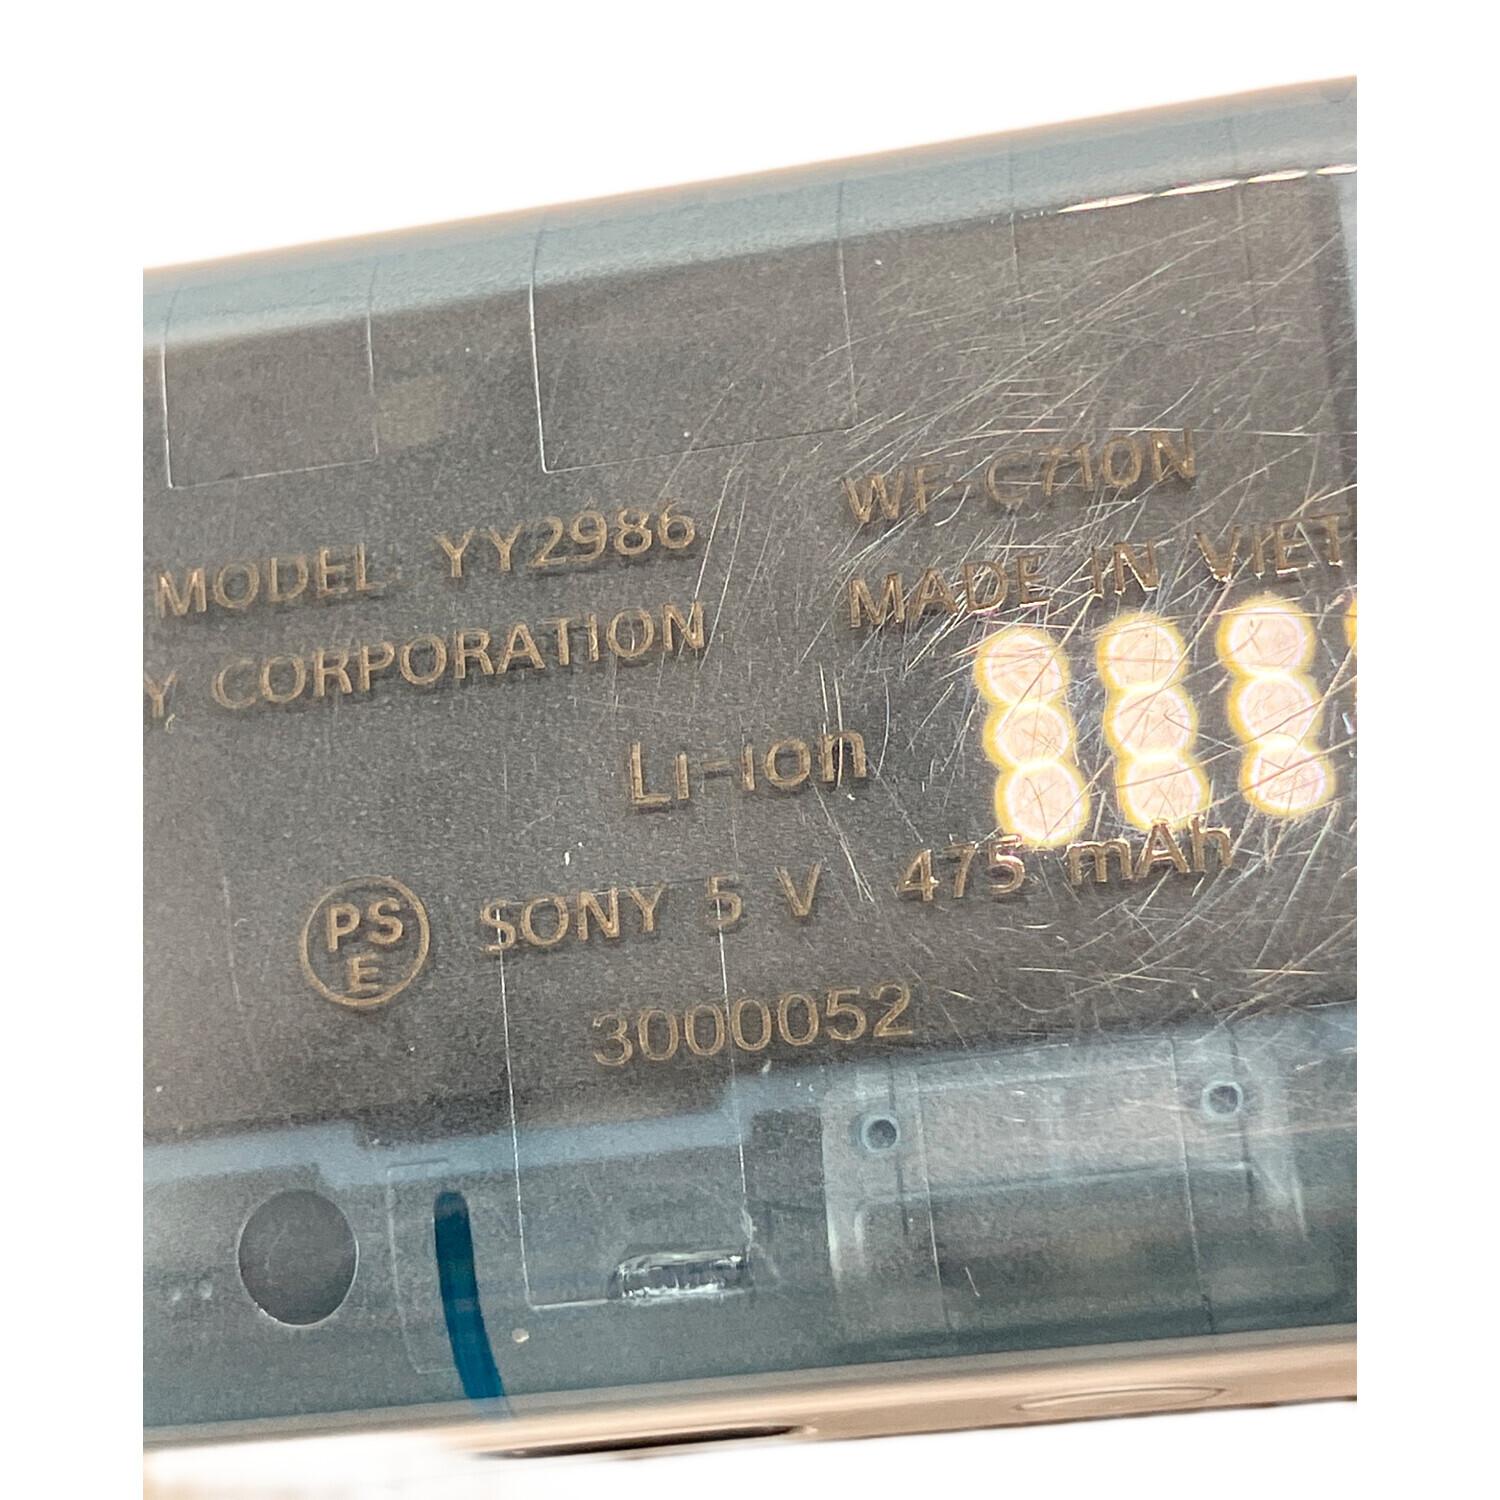 MODEL YY2986
Y CORPORATION
WF-C710N
MADE IN VIET
Li-ion
PS
E
SONY 5 V 475 mAh
3000052